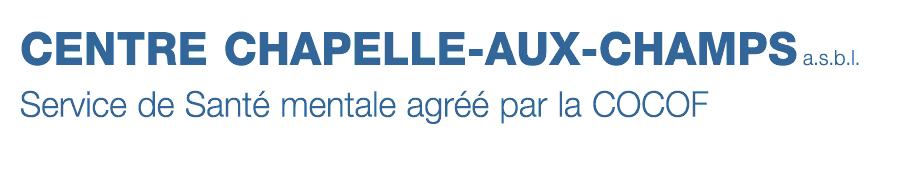 CENTRE CHAPELLE-AUX-CHAMPS a.s.b.l.
Service de Santé mentale agréé par la COCOF